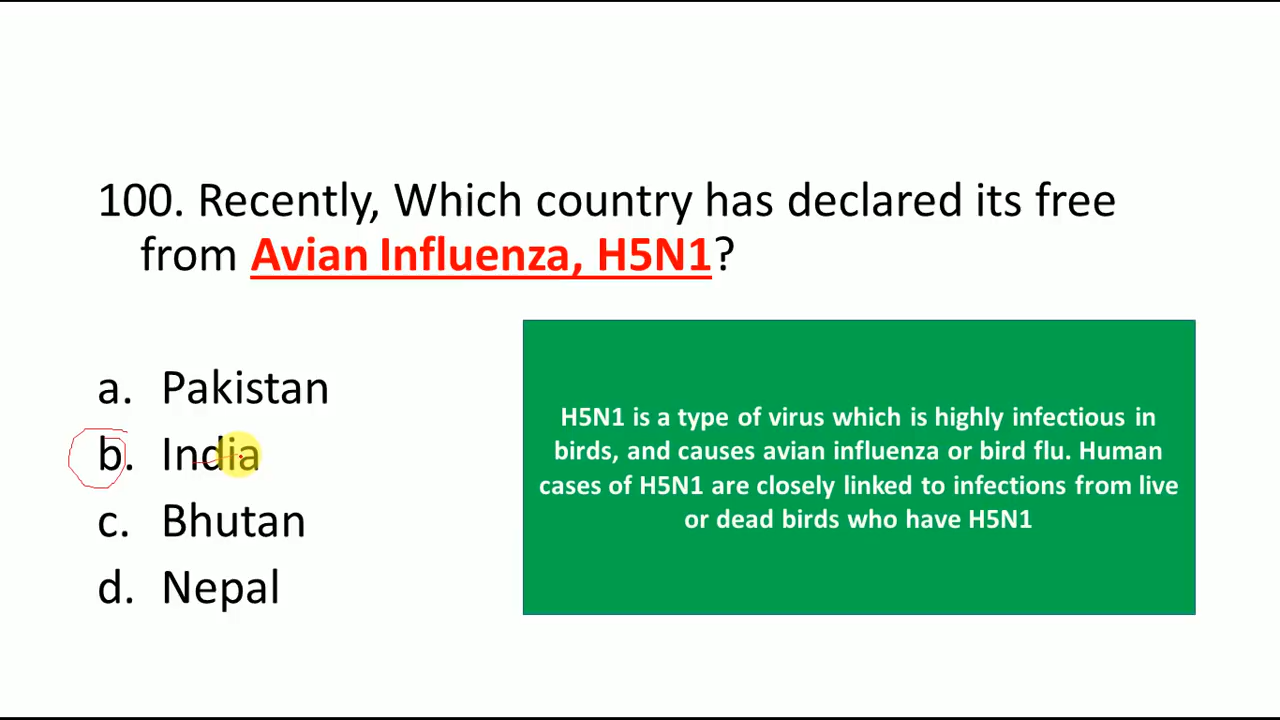 100. Recently, Which country has declared its free
from Avian Influenza, H5N1?
a. Pakistan
b. India
c. Bhutan
d. Nepal
H5N1 is a type of virus which is highly infectious in
birds, and causes avian influenza or bird flu. Human
cases of H5N1 are closely linked to infections from live
or dead birds who have H5N1